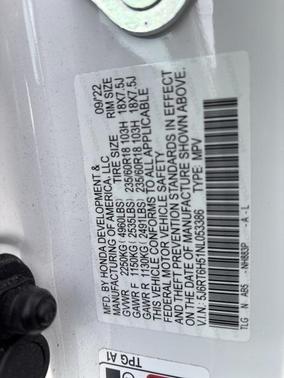 MFD. BY HONDA DEVELOPMENT & 09/22
MANUFACTURING OF AMERICA, LLC
TIRE SIZE RIM SIZE
GVWR 2250KG (4960LBS)
GAWR F 1150KG (2535LBS) 235/60R18 103H 18X7.5J
GAWR R 1130KG (2491LBS) 235/60R18 103H 18X7.5J
THIS VEHICLE CONFORMS TO ALL APPLICABLE
FEDERAL MOTOR VEHICLE SAFETY
AND THEFT PREVENTION STANDARDS IN EFFECT
ON THE DATE OF MANUFACTURE SHOWN ABOVE.
V.I.N: 5J6RT6H51NL053386 TYPE: MPV
TLG N ABS NH883P - A - L
TPG A1